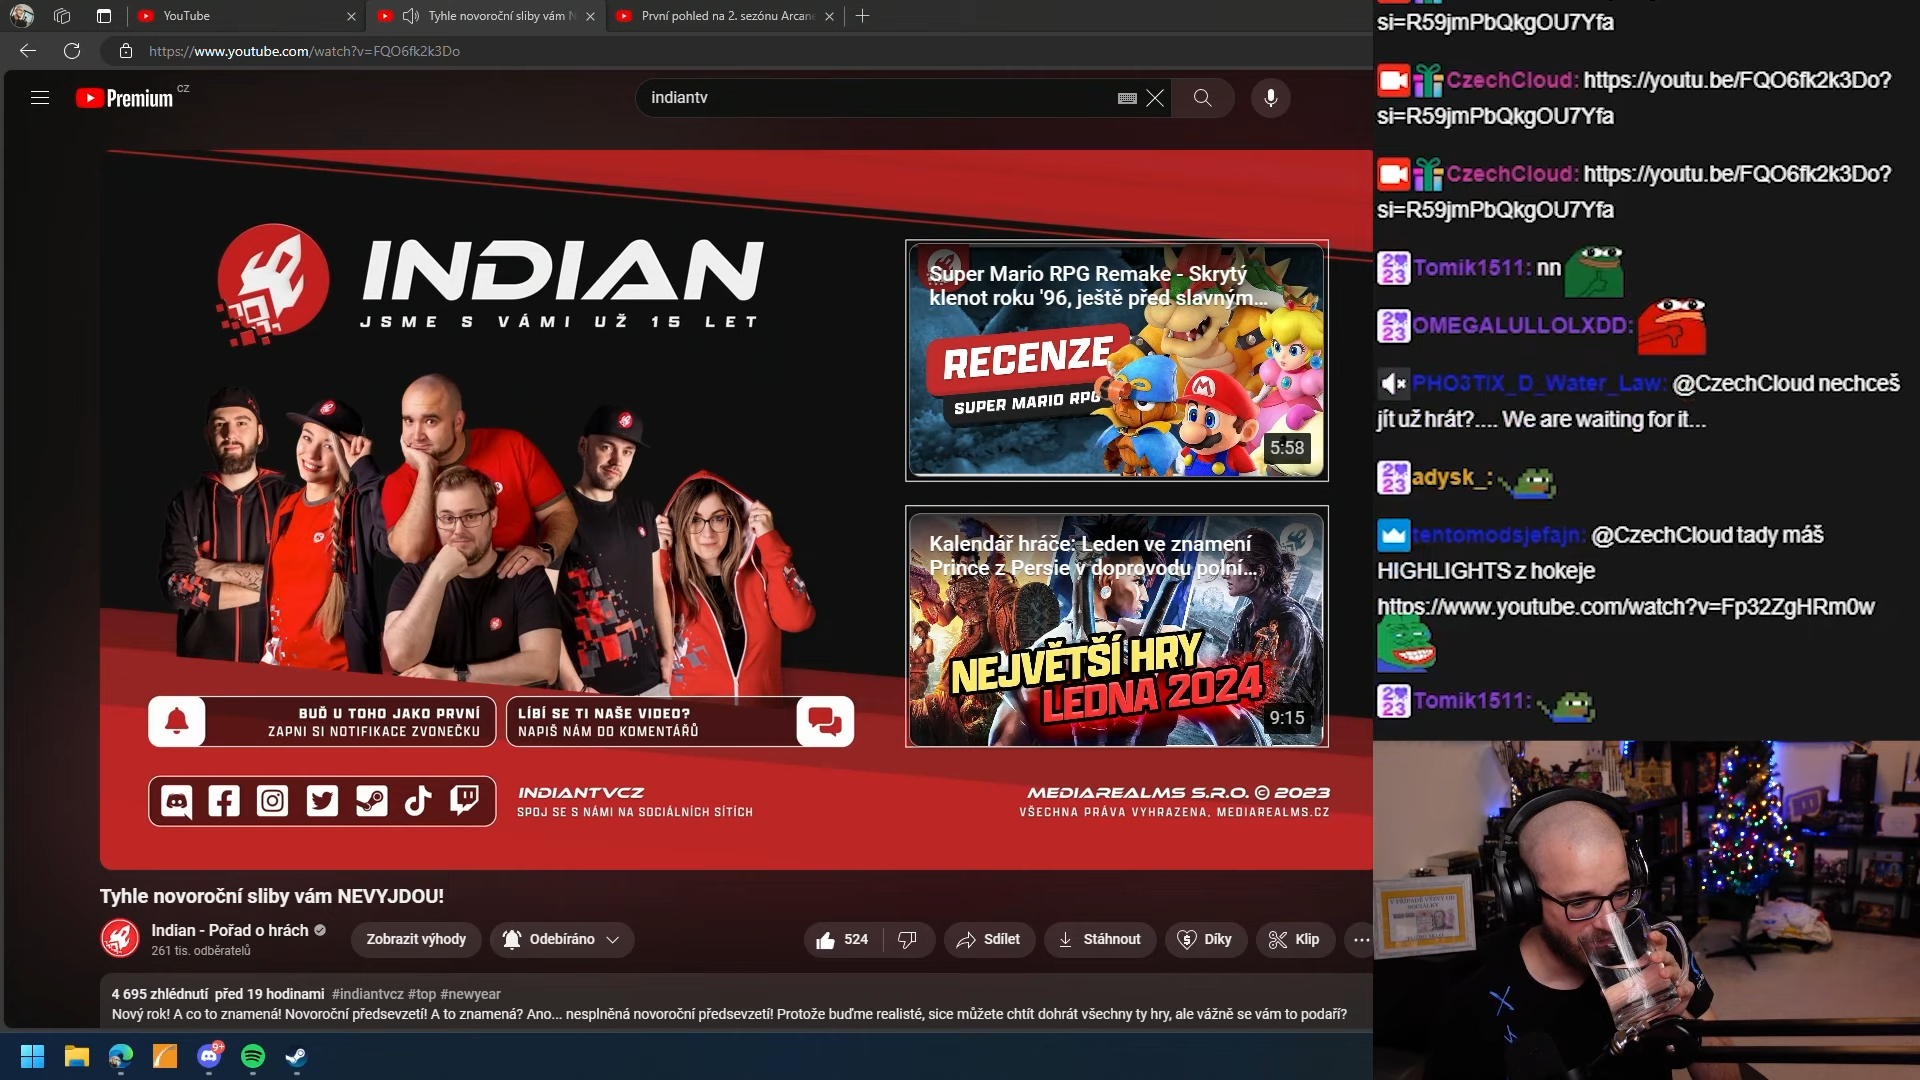 YouTube
Tyhle novoroční sliby vám N
První pohled na 2. sezónu Arcane
https://www.youtube.com/watch?v=FQO6fk2k3Do
Premium CZ
indiantv
INDIAN
JSME S VÁMI UŽ 15 LET
Super Mario RPG Remake - Skrytý
klenot roku '96, ještě před slavným...
RECENZE
SUPER MARIO RPG
5:58
Kalendář hráče: Leden ve znamení
Prince z Persie v doprovodu polní...
NEJVĚTŠÍ HRY
LEDNA 2024
9:15
BUĎ U TOHO JAKO PRVNÍ
ZAPNI SI NOTIFIKACE ZVONEČKU
LÍBÍ SE TI NAŠE VIDEO?
NAPIŠ NÁM DO KOMENTÁŘŮ
INDIANTVCZ
SPOJ SE S NÁMI NA SOCIÁLNÍCH SÍTÍCH
MEDIAREALMS S.R.O. © 2023
VŠECHNA PRÁVA VYHRAZENA, MEDIAREALMS.CZ
Tyhle novoroční sliby vám NEVYJDOU!
Indian - Pořad o hrách
261 tis. odběratelů
Zobrazit výhody
Odebíráno
524
Sdílet
Stáhnout
Díky
Klip
4 695 zhlédnutí před 19 hodinami #indiantvcz #top #newyear
Nový rok! A co to znamená! Novoroční předsevzetí! A to znamená? Ano... nesplněná novoroční předsevzetí! Protože buďme realisté, sice můžete chtít dohrát všechny ty hry, ale vážně se vám to podaří?
9+
si=R59jmPbQkgOU7Yfa
CzechCloud: https://youtu.be/FQO6fk2k3Do?
si=R59jmPbQkgOU7Yfa
CzechCloud: https://youtu.be/FQO6fk2k3Do?
si=R59jmPbQkgOU7Yfa
2023 Tomik1511: nn
2023 OMEGALULLOLXDD:
PHO3TIX_D_Water_Law: @CzechCloud nechceš
jít už hrát?.... We are waiting for it...
2023 adysk_:
tentomodsjefajn: @CzechCloud tady máš
HIGHLIGHTS z hokeje
https://www.youtube.com/watch?v=Fp32ZgHRm0w
2023 Tomik1511: